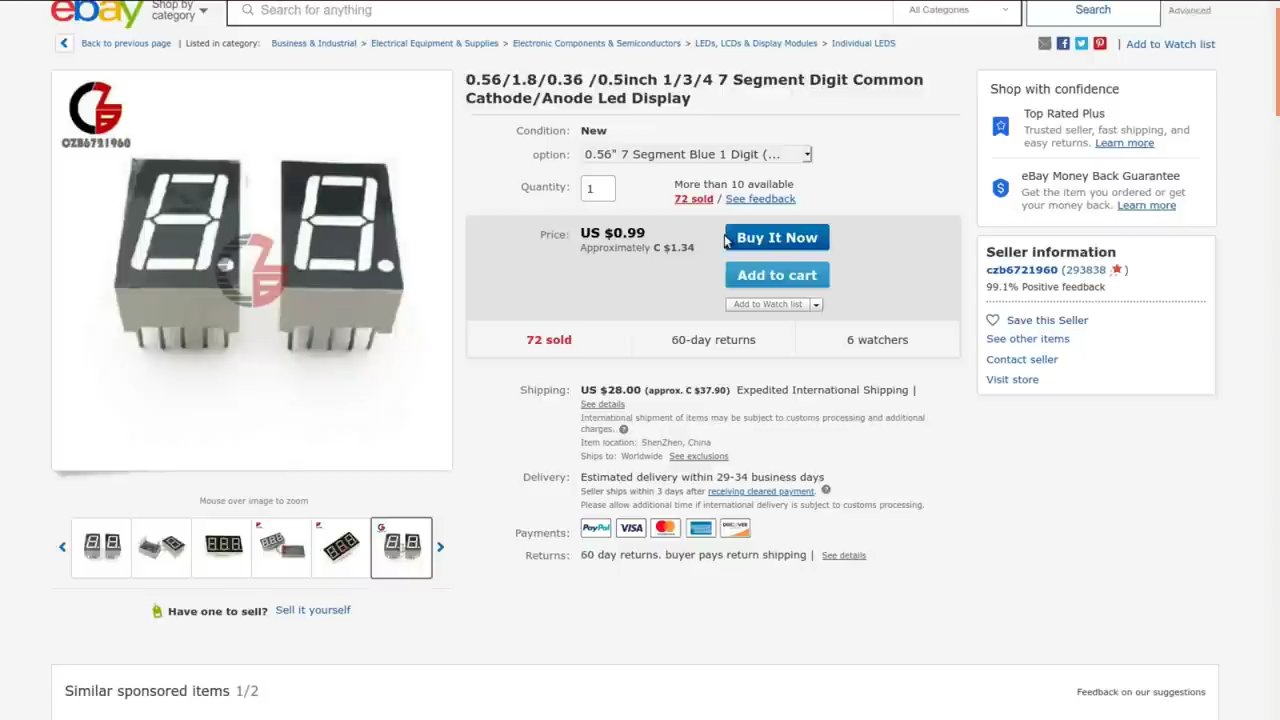 ebay
Shop by
category
Search for anything
All Categories
Search
Advanced
Back to previous page | Listed in category: Business & Industrial > Electrical Equipment & Supplies > Electronic Components & Semiconductors > LEDs, LCDs & Display Modules > Individual LEDS
| Add to Watch list
CZB6721960
0.56/1.8/0.36 /0.5inch 1/3/4 7 Segment Digit Common
Cathode/Anode Led Display
Condition: New
option: 0.56" 7 Segment Blue 1 Digit (...
Quantity: 1
More than 10 available
72 sold / See feedback
Price: US $0.99
Approximately C $1.34
Buy It Now
Add to cart
Add to Watch list
72 sold
60-day returns
6 watchers
Shipping: US $28.00 (approx. C $37.90) Expedited International Shipping |
See details
International shipment of items may be subject to customs processing and additional
charges.
Item location: ShenZhen, China
Ships to: Worldwide See exclusions
Delivery: Estimated delivery within 29-34 business days
Seller ships within 3 days after receiving cleared payment.
Please allow additional time if international delivery is subject to customs processing.
Payments: PayPal VISA MasterCard DISCOVER
Returns: 60 day returns. buyer pays return shipping | See details
Shop with confidence
Top Rated Plus
Trusted seller, fast shipping, and
easy returns. Learn more
eBay Money Back Guarantee
Get the item you ordered or get
your money back. Learn more
Seller information
czb6721960 (293838 )
99.1% Positive feedback
Save this Seller
See other items
Contact seller
Visit store
Mouse over image to zoom
Have one to sell? Sell it yourself
Similar sponsored items 1/2
Feedback on our suggestions